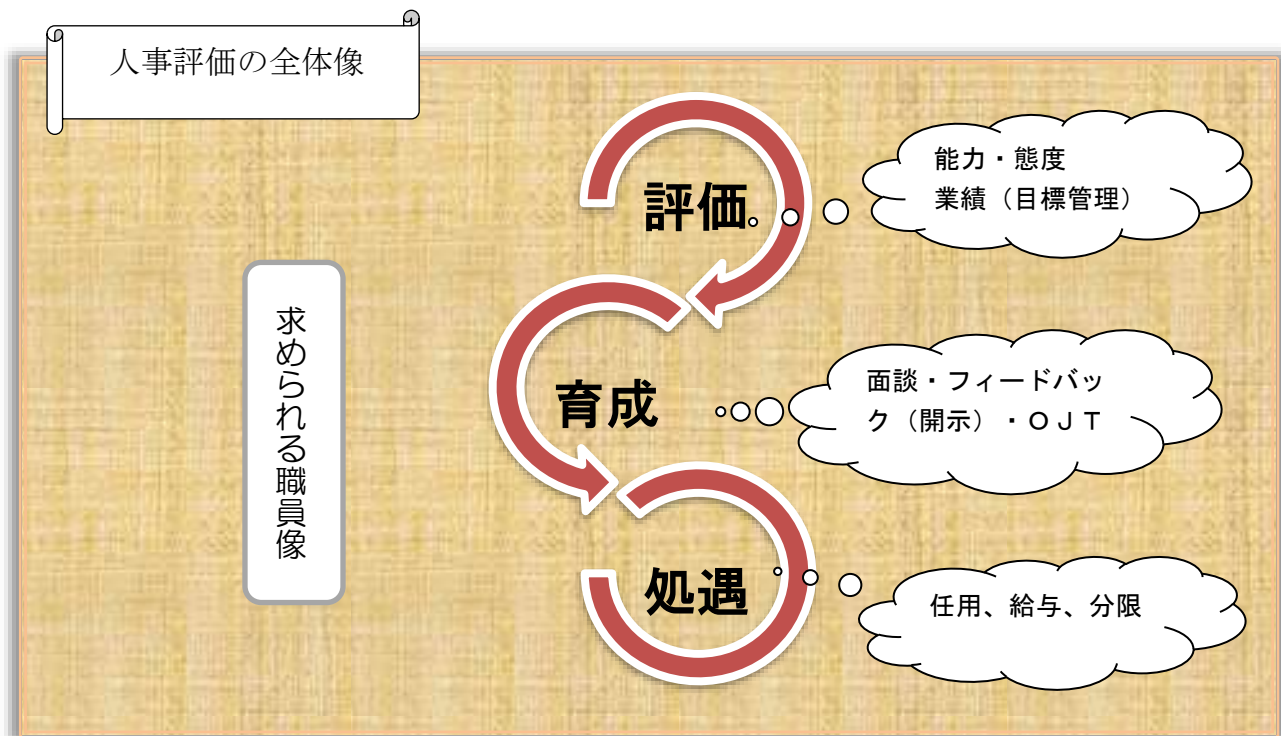 人事評価の全体像
評価
能力・態度
業績（目標管理）
求められる職員像
育成
面談・フィードバッ
ク（開示）・ＯＪＴ
処遇
任用、給与、分限